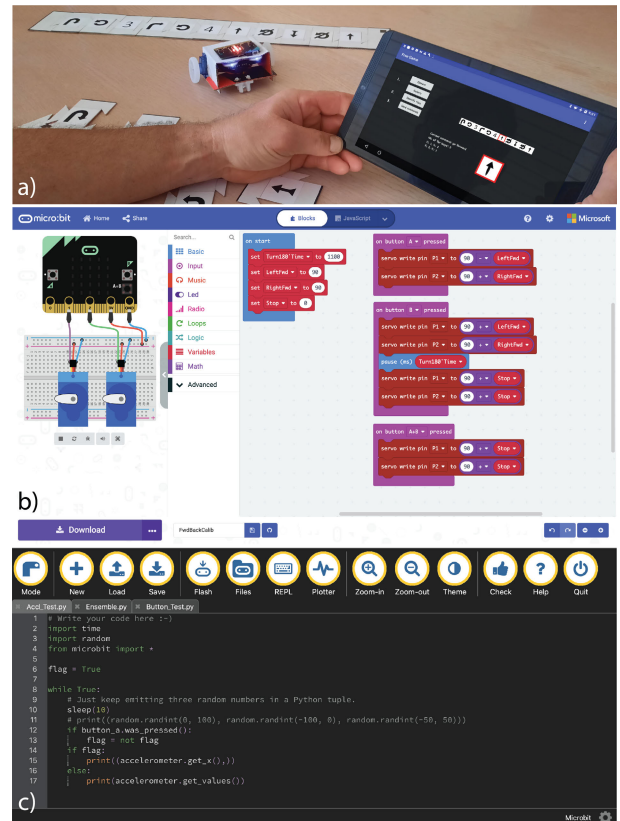 Free Game
a)
micro:bit
Home
Share
Blocks
JavaScript
Microsoft
Search...
Basic
Input
Music
Led
Radio
Loops
Logic
Variables
Math
Advanced
on start
set Turn180'Time to 1100
set LeftFwd to 90
set RightFwd to 90
set Stop to 0
on button A pressed
servo write pin P1 to 90 - LeftFwd
servo write pin P2 to 90 + RightFwd
on button B pressed
servo write pin P1 to 90 + LeftFwd
servo write pin P2 to 90 + RightFwd
pause (ms) Turn180'Time
servo write pin P1 to 90 + Stop
servo write pin P2 to 90 + Stop
on button A+B pressed
servo write pin P1 to 90 + Stop
servo write pin P2 to 90 + Stop
b)
Download
FwdBackCalib
Mode New Load Save Flash Files REPL Plotter Zoom-in Zoom-out Theme Check Help Quit
Accl_Test.py Ensemble.py Button_Test.py
1 # Write your code here :-)
2 import time
3 import random
4 from microbit import *
5
6 flag = True
7
8 while True:
9 # Just keep emitting three random numbers in a Python tuple.
10 sleep(10)
11 # print((random.randint(0, 100), random.randint(-100, 0), random.randint(-50, 50)))
12 if button_a.was_pressed():
13 flag = not flag
14 if flag:
15 print((accelerometer.get_x(),))
16 else:
17 print(accelerometer.get_values())
c)
Microbit